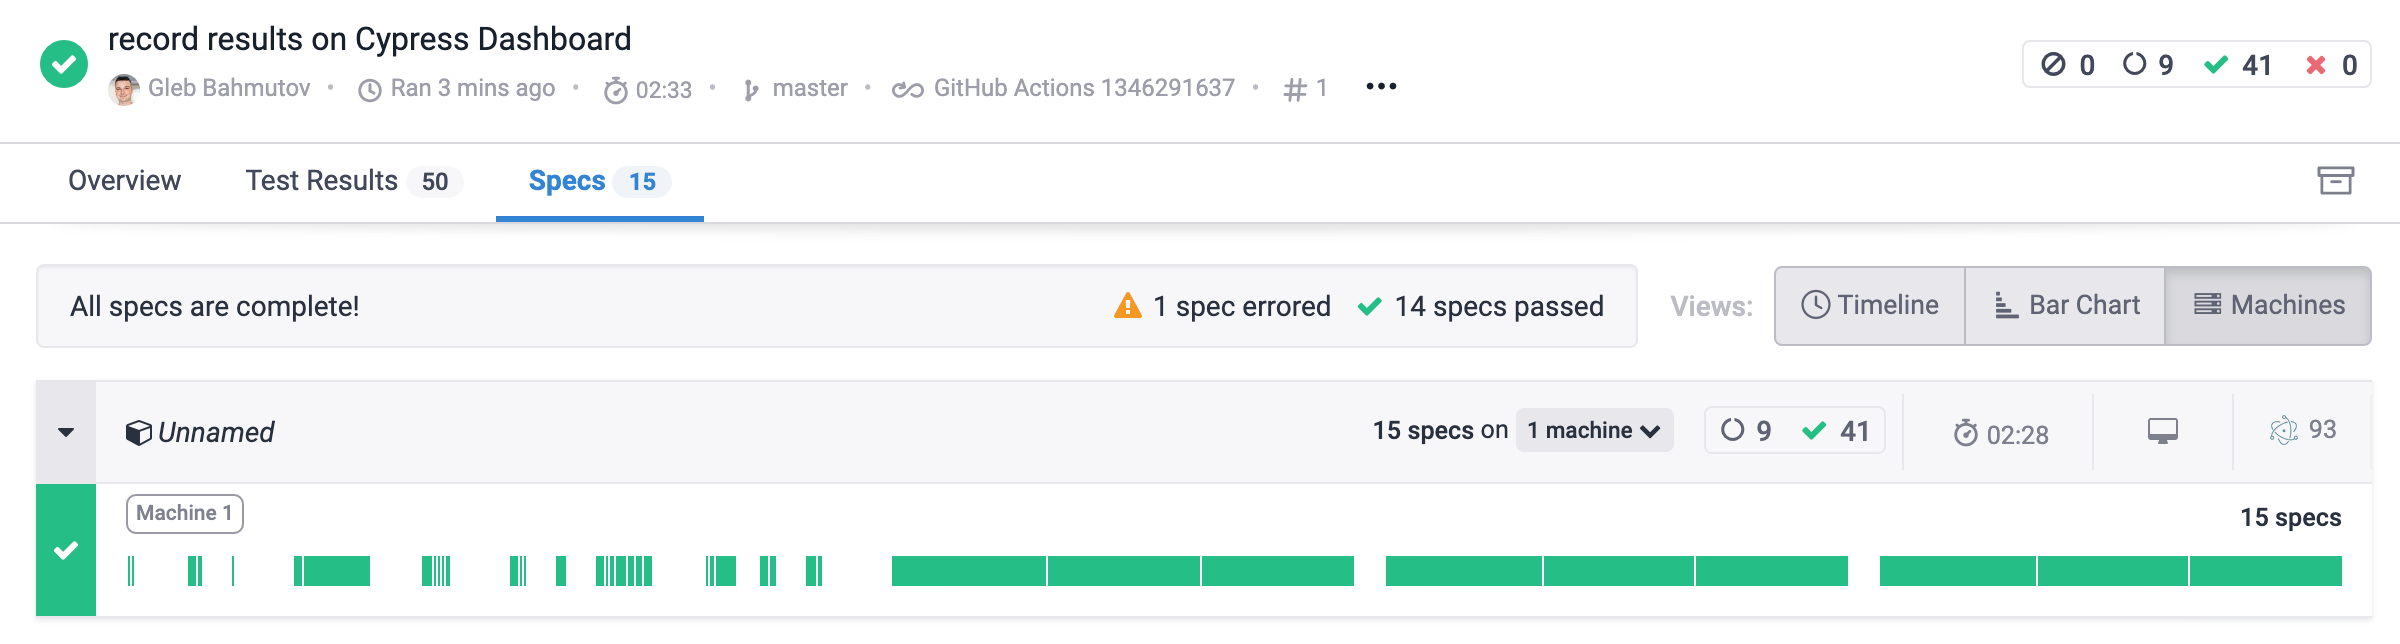 record results on Cypress Dashboard
Gleb Bahmutov • Ran 3 mins ago • 02:33 • master • GitHub Actions 1346291637 • # 1 •••
0 9 41 0
Overview Test Results 50 Specs 15
All specs are complete! 1 spec errored 14 specs passed Views: Timeline Bar Chart Machines
Unnamed 15 specs on 1 machine 9 41 02:28 93
Machine 1
15 specs